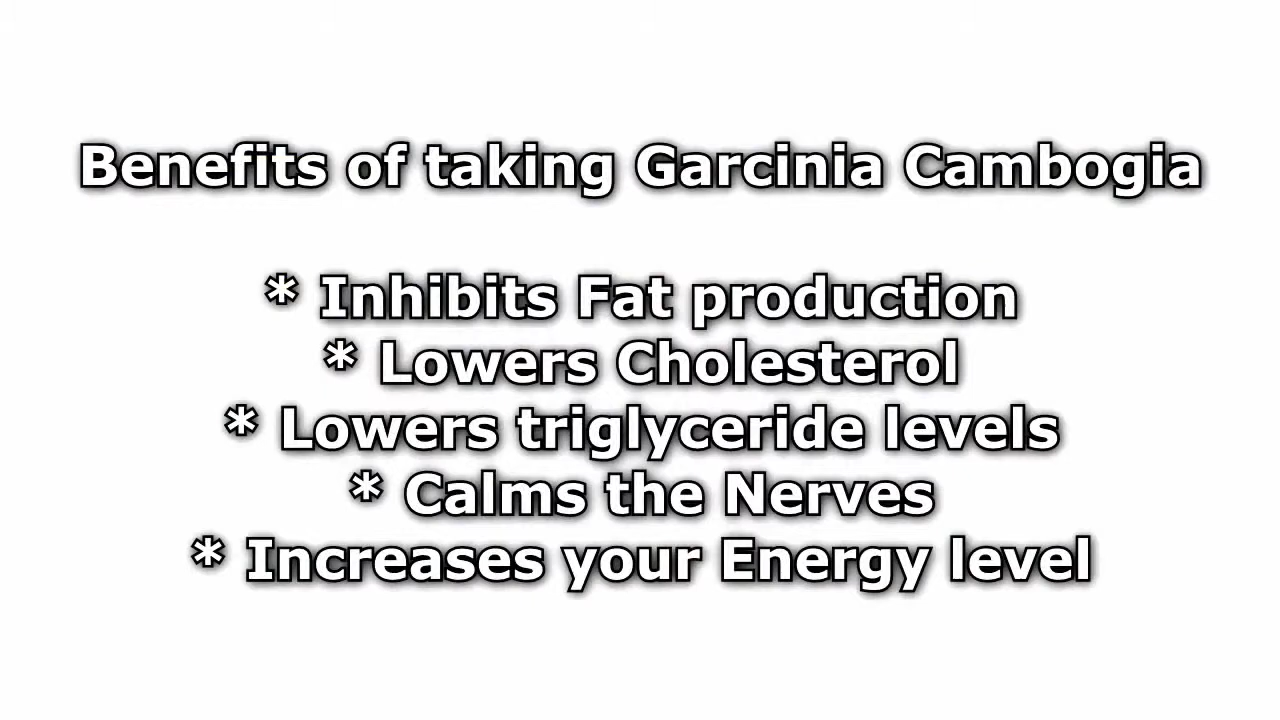 Benefits of taking Garcinia Cambogia
* Inhibits Fat production
* Lowers Cholesterol
* Lowers triglyceride levels
* Calms the Nerves
* Increases your Energy level